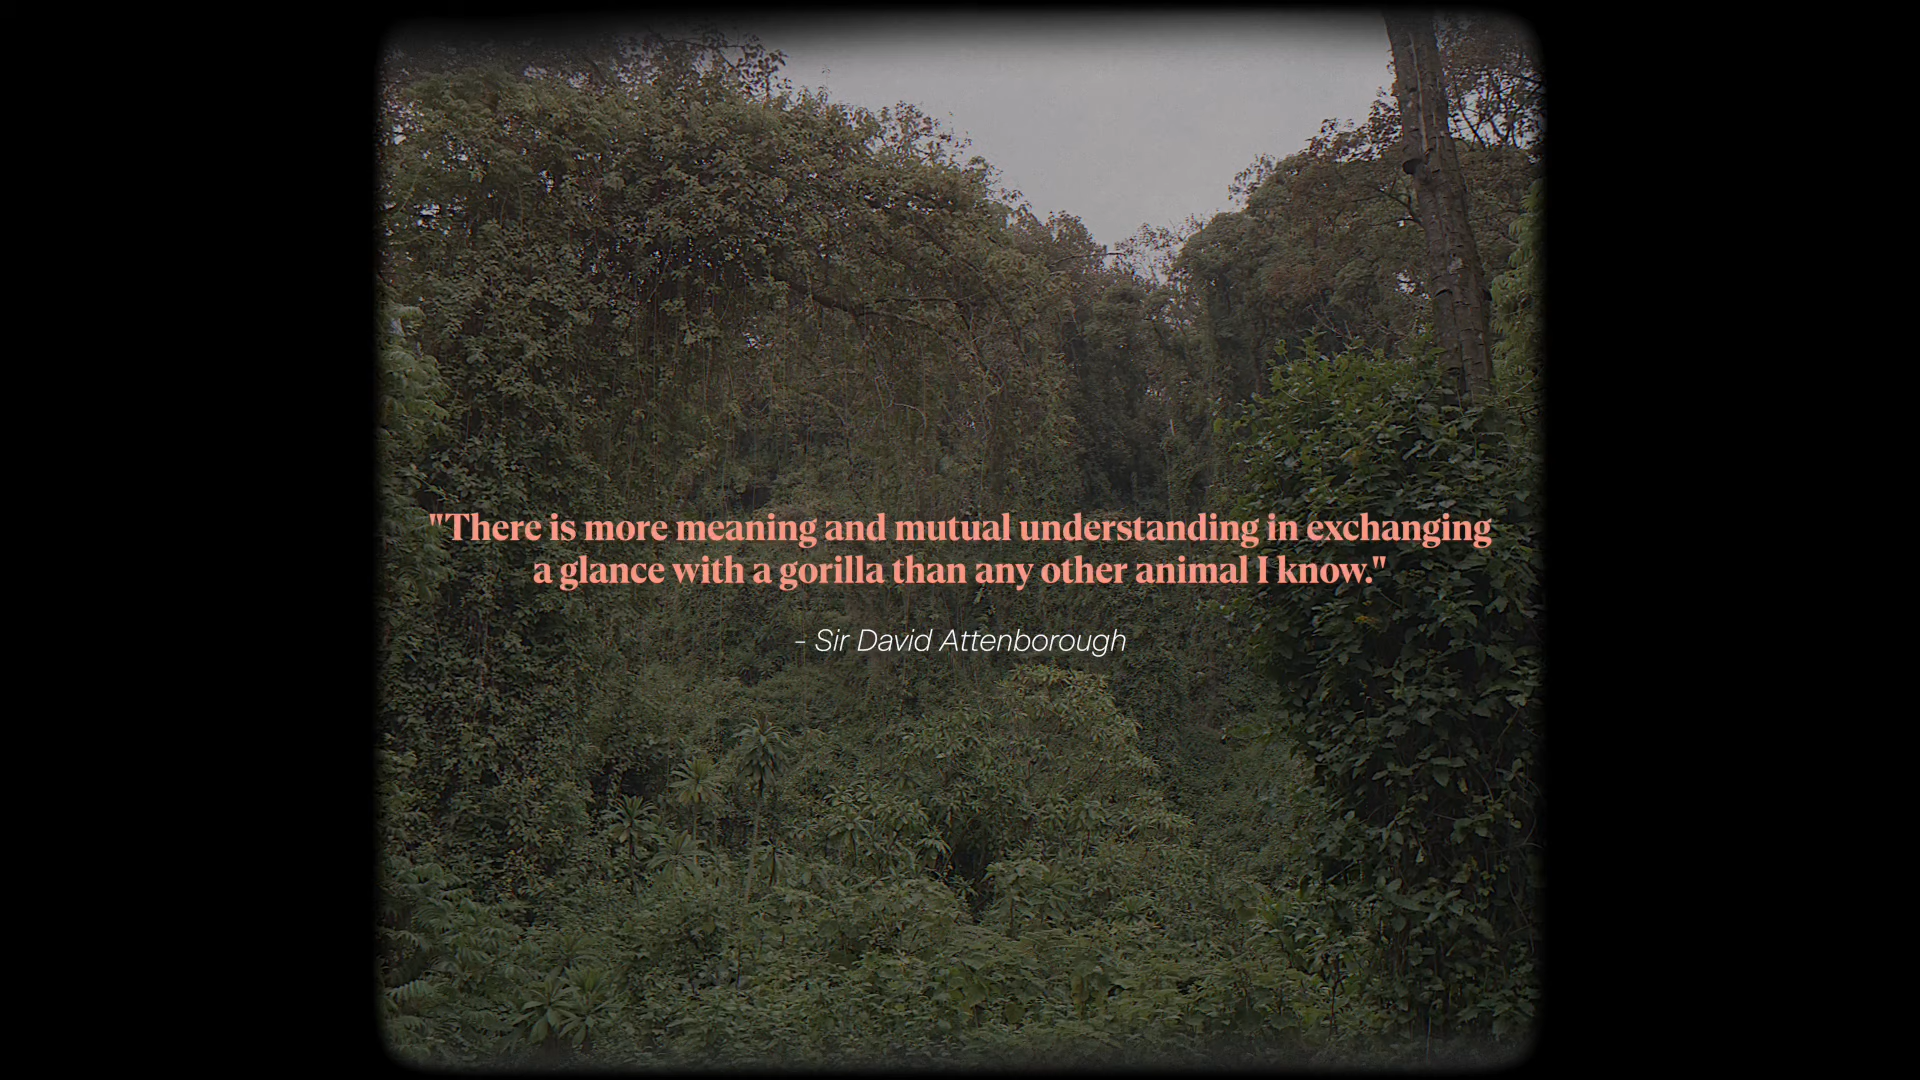 "There is more meaning and mutual understanding in exchanging
a glance with a gorilla than any other animal I know."
- Sir David Attenborough